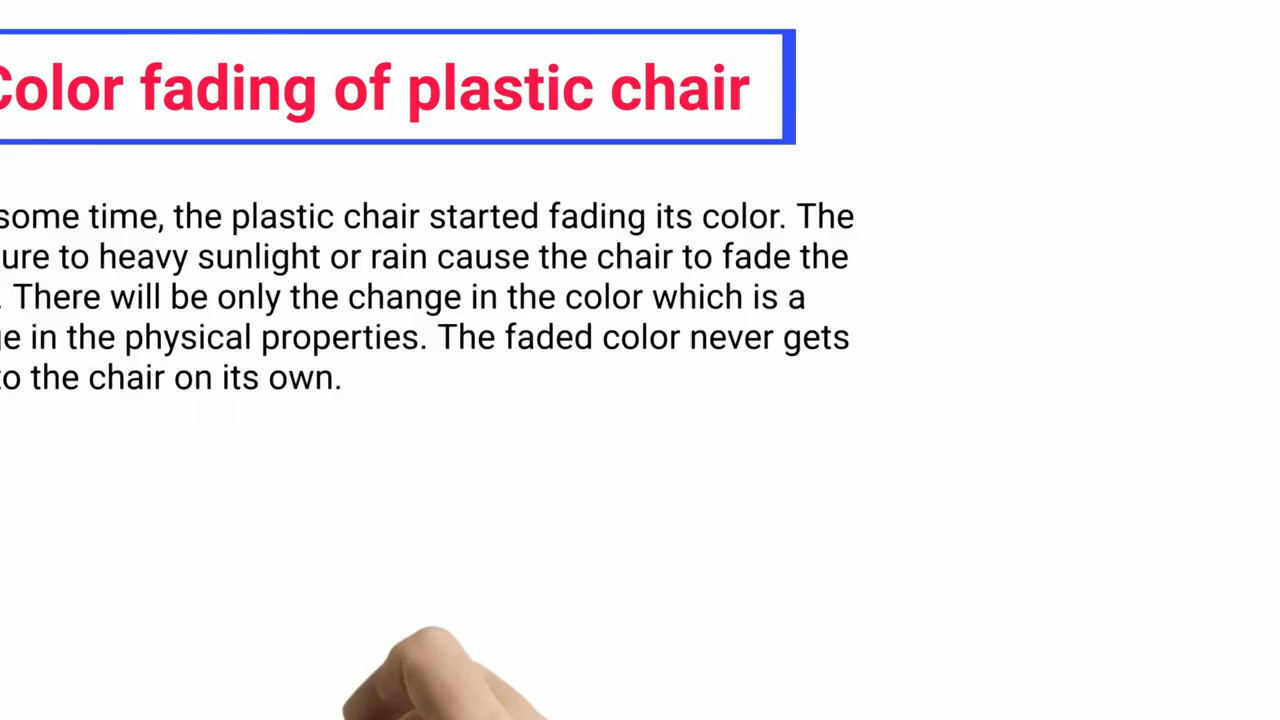 Color fading of plastic chair
some time, the plastic chair started fading its color. The
ure to heavy sunlight or rain cause the chair to fade the
. There will be only the change in the color which is a
ge in the physical properties. The faded color never gets
to the chair on its own.